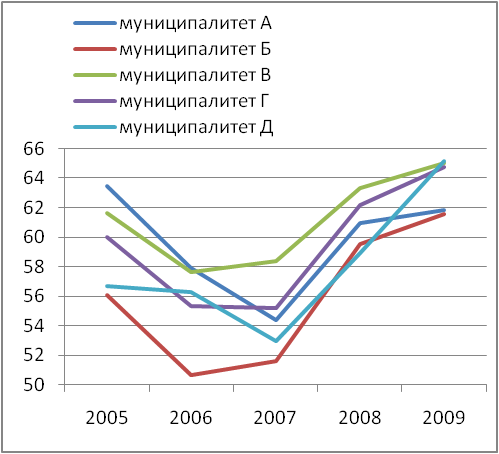 муниципалитет А
муниципалитет Б
муниципалитет В
муниципалитет Г
муниципалитет Д
66
64
62
60
58
56
54
52
50
2005 2006 2007 2008 2009